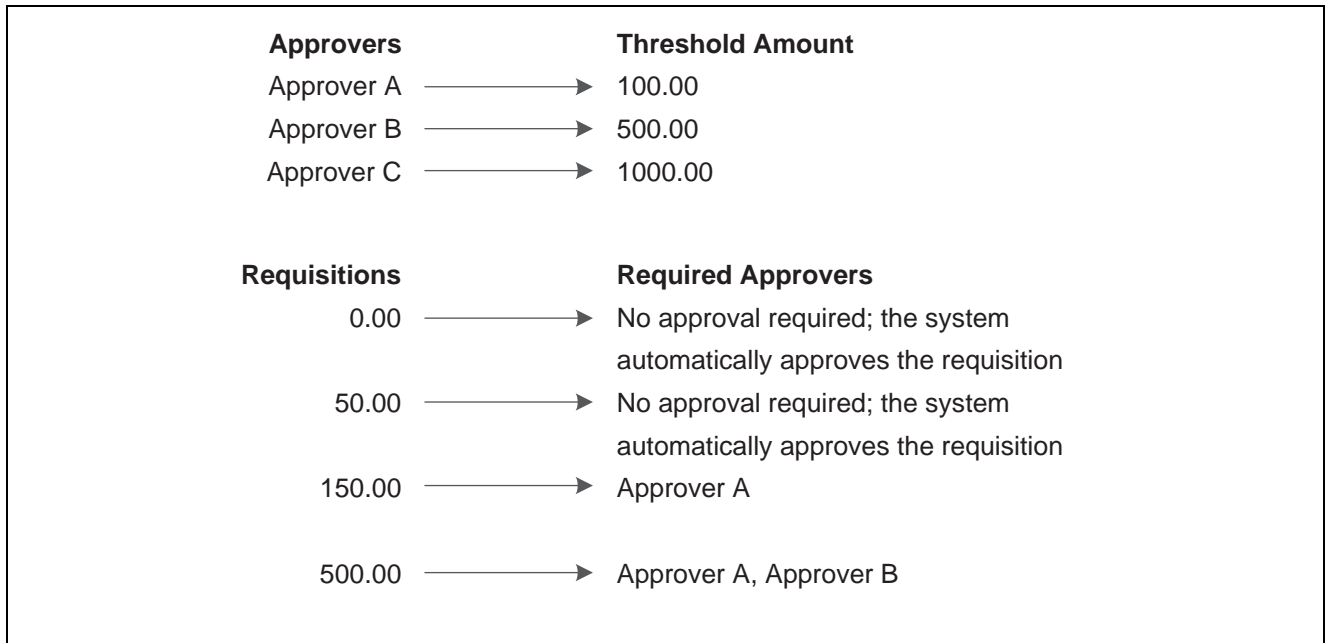 Approvers Threshold Amount
Approver A 100.00
Approver B 500.00
Approver C 1000.00
Requisitions Required Approvers
0.00 No approval required; the system
automatically approves the requisition
50.00 No approval required; the system
automatically approves the requisition
150.00 Approver A
500.00 Approver A, Approver B